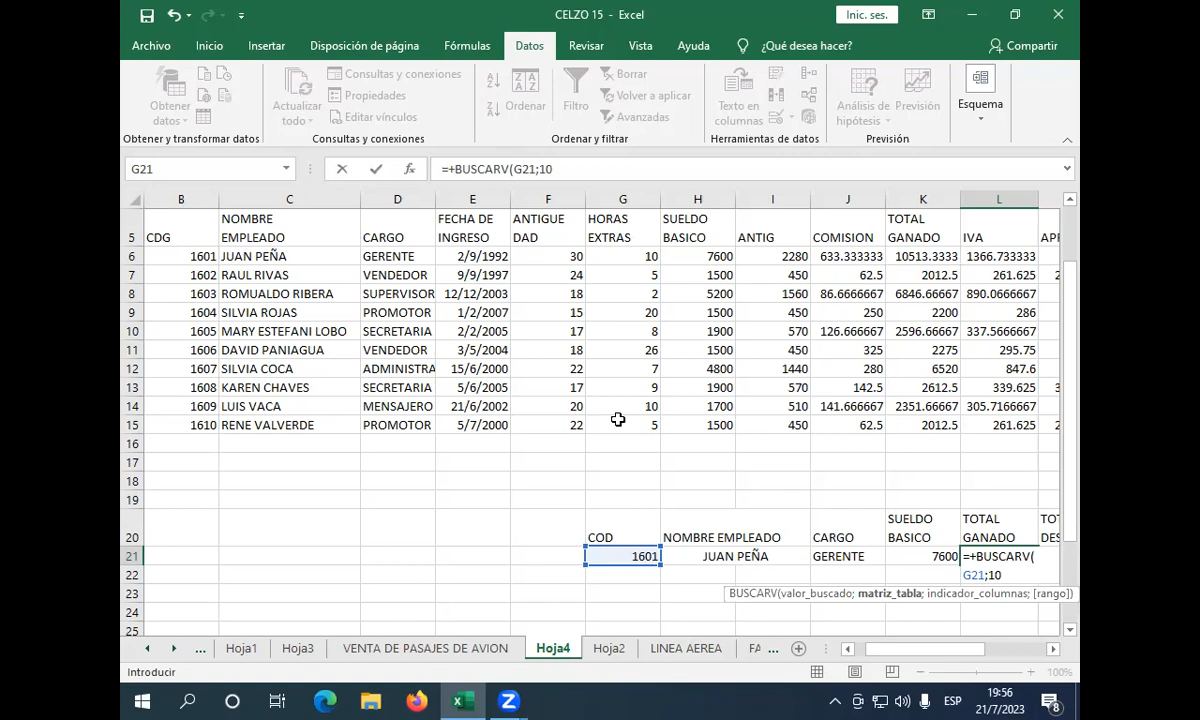 CELZO 15 - Excel
Inic. ses.
Archivo Inicio Insertar Disposición de página Fórmulas Datos Revisar Vista Ayuda ¿Qué desea hacer? Compartir
Obtener datos
Obtener y transformar datos
Actualizar todo
Consultas y conexiones
Propiedades
Editar vínculos
Consultas y conexiones
Ordenar
Filtro
Borrar
Volver a aplicar
Avanzadas
Ordenar y filtrar
Texto en columnas
Herramientas de datos
Análisis de hipótesis
Previsión
Previsión
Esquema
G21 fx =+BUSCARV(G21;10
B C D E F G H I J K L
5 CDG NOMBRE EMPLEADO CARGO FECHA DE INGRESO ANTIGUE DAD HORAS EXTRAS SUELDO BASICO ANTIG COMISION TOTAL GANADO IVA
6 1601 JUAN PEÑA GERENTE 2/9/1992 30 10 7600 2280 633.333333 10513.3333 1366.733333
7 1602 RAUL RIVAS VENDEDOR 9/9/1997 24 5 1500 450 62.5 2012.5 261.625
8 1603 ROMUALDO RIBERA SUPERVISOR 12/12/2003 18 2 5200 1560 86.6666667 6846.66667 890.0666667
9 1604 SILVIA ROJAS PROMOTOR 1/2/2007 15 20 1500 450 250 2200 286
10 1605 MARY ESTEFANI LOBO SECRETARIA 2/2/2005 17 8 1900 570 126.666667 2596.66667 337.5666667
11 1606 DAVID PANIAGUA VENDEDOR 3/5/2004 18 26 1500 450 325 2275 295.75
12 1607 SILVIA COCA ADMINISTRA 15/6/2000 22 7 4800 1440 280 6520 847.6
13 1608 KAREN CHAVES SECRETARIA 5/6/2005 17 9 1900 570 142.5 2612.5 339.625
14 1609 LUIS VACA MENSAJERO 21/6/2002 20 10 1700 510 141.666667 2351.66667 305.7166667
15 1610 RENE VALVERDE PROMOTOR 5/7/2000 22 5 1500 450 62.5 2012.5 261.625
16
17
18
19
20 COD NOMBRE EMPLEADO CARGO SUELDO BASICO TOTAL GANADO
21 1601 JUAN PEÑA GERENTE 7600 =+BUSCARV(
22 G21;10
23 BUSCARV(valor_buscado; matriz_tabla; indicador_columnas; [rango])
24
25
... Hoja1 Hoja3 VENTA DE PASAJES DE AVION Hoja4 Hoja2 LINEA AEREA FA ...
Introducir 100%
ESP 19:56
21/7/2023
8